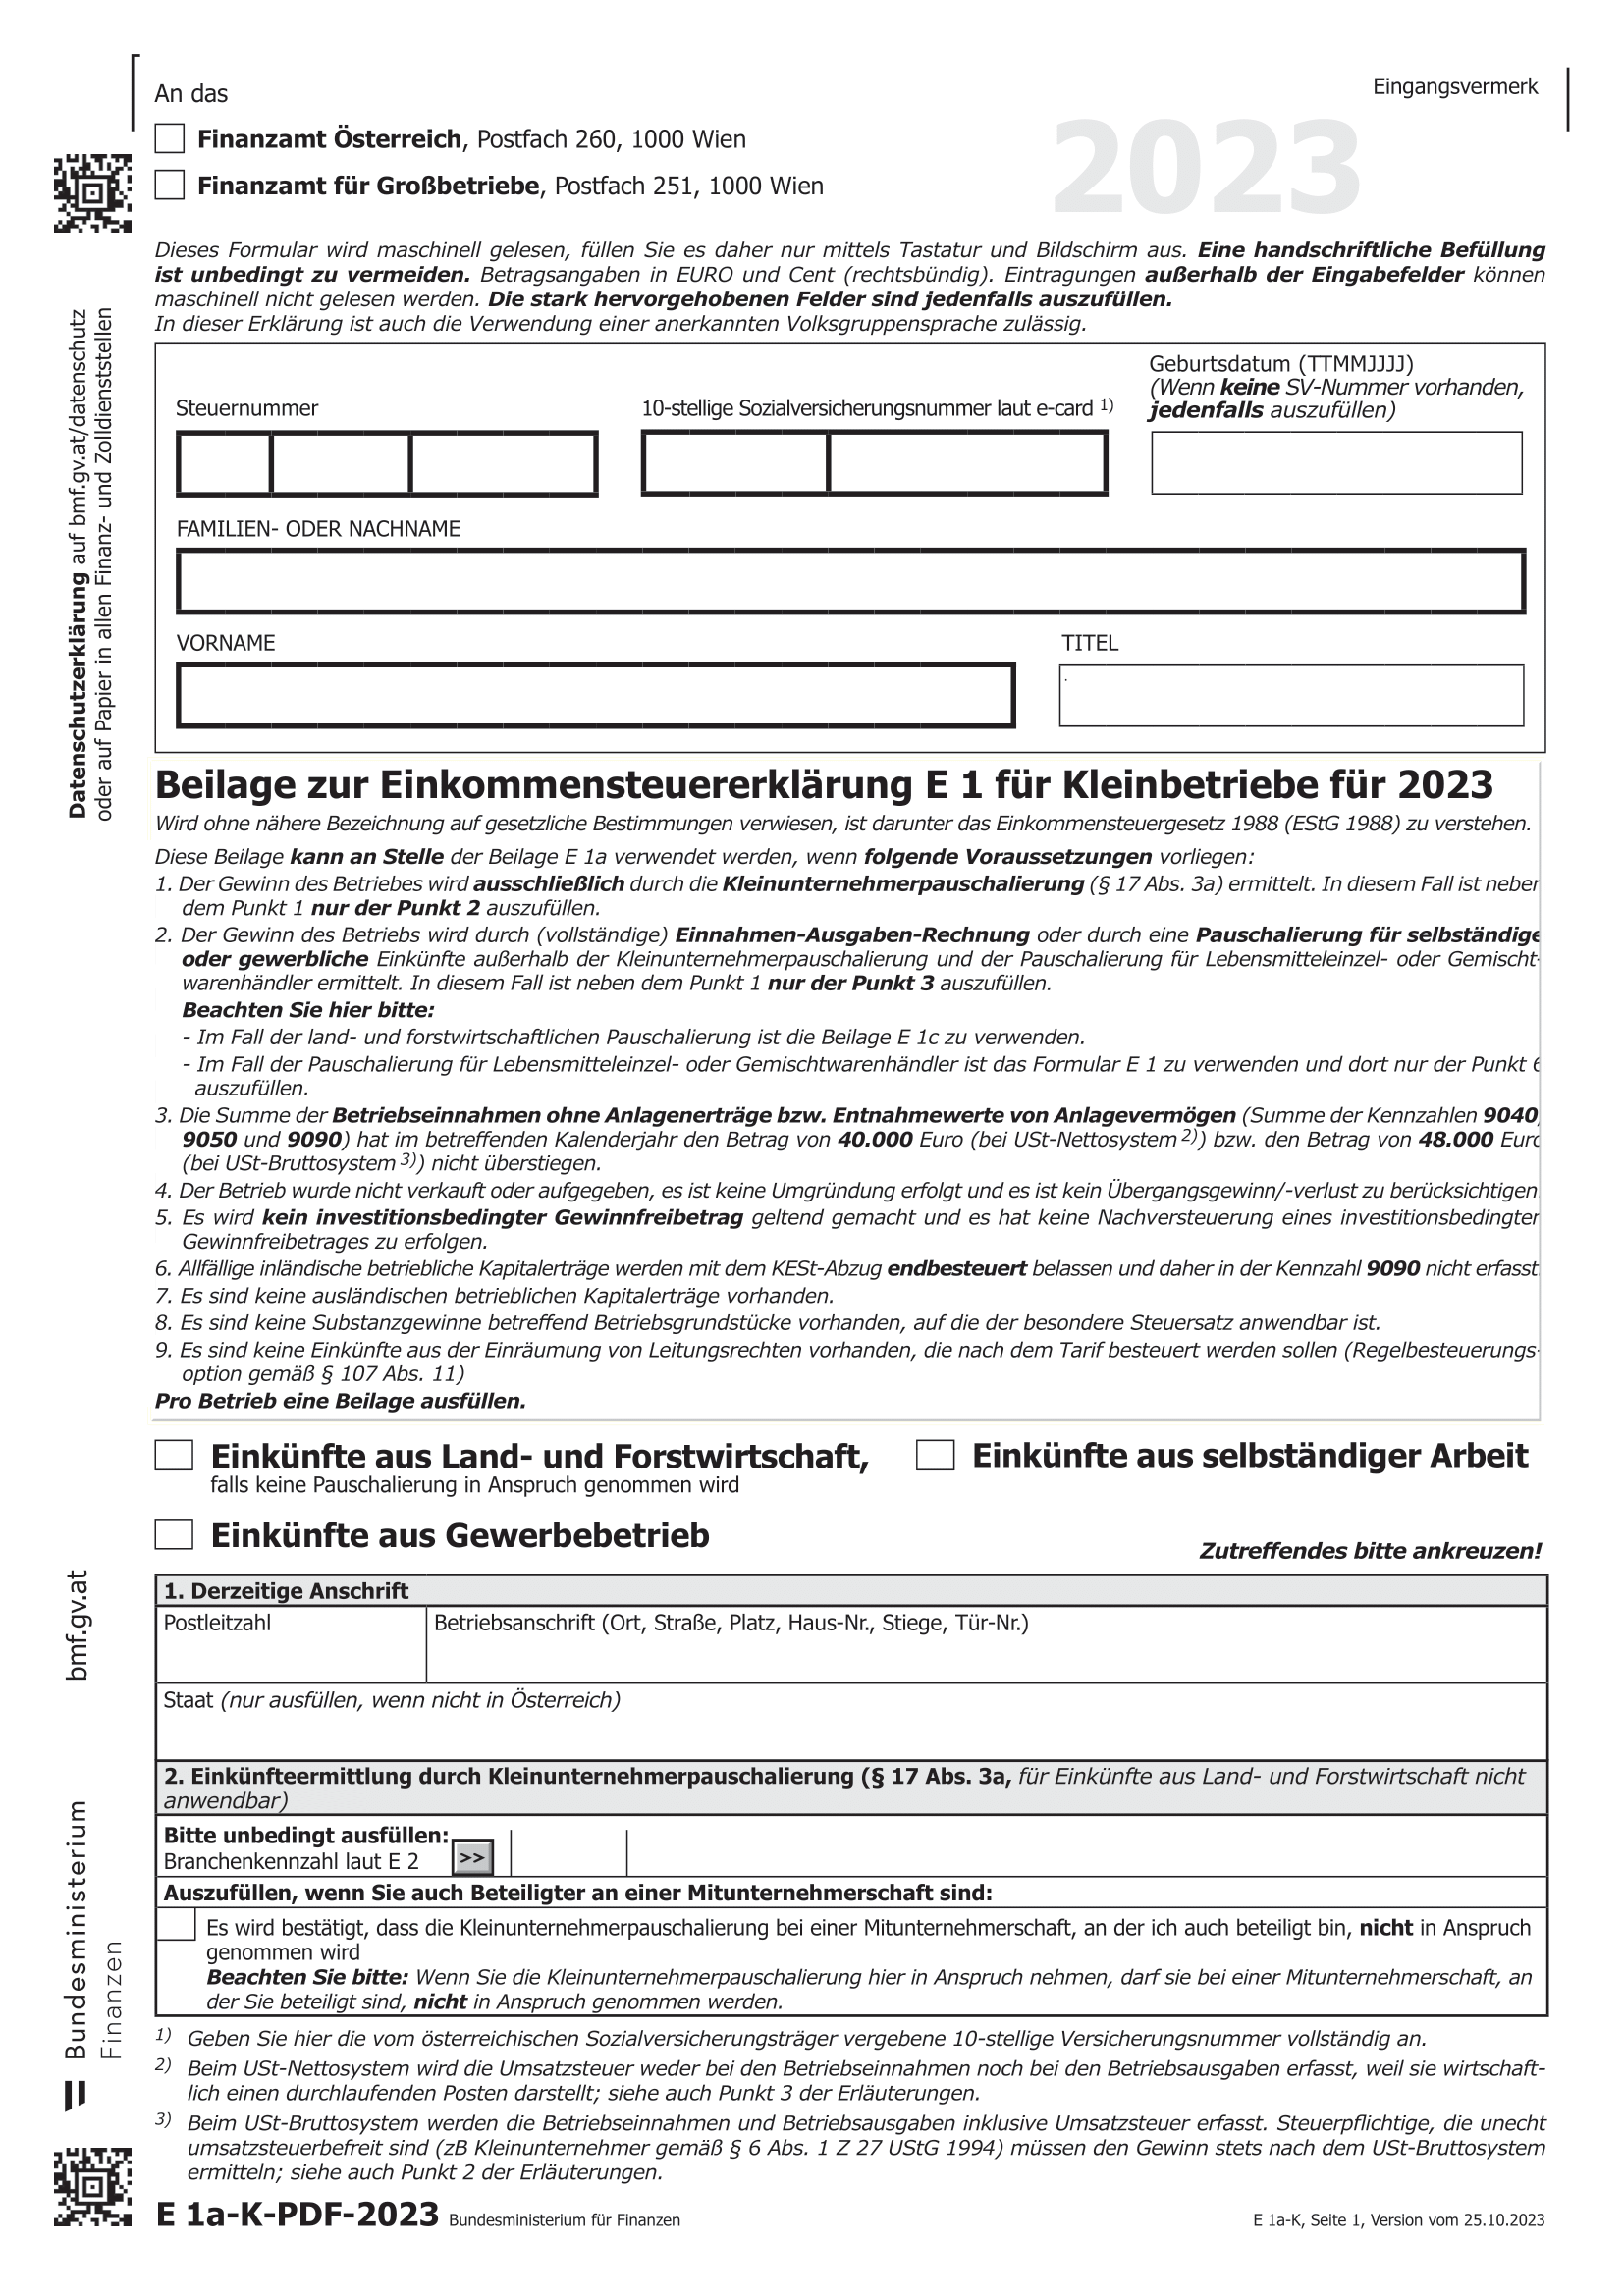 An das
Eingangsvermerk
Finanzamt Österreich, Postfach 260, 1000 Wien
Finanzamt für Großbetriebe, Postfach 251, 1000 Wien
2023
Dieses Formular wird maschinell gelesen, füllen Sie es daher nur mittels Tastatur und Bildschirm aus. Eine handschriftliche Befüllung
ist unbedingt zu vermeiden. Betragsangaben in EURO und Cent (rechtsbündig). Eintragungen außerhalb der Eingabefelder können
maschinell nicht gelesen werden. Die stark hervorgehobenen Felder sind jedenfalls auszufüllen.
In dieser Erklärung ist auch die Verwendung einer anerkannten Volksgruppensprache zulässig.
Datenschutzerklärung auf bmf.gv.at/datenschutz
oder auf Papier in allen Finanz- und Zolldienststellen
Steuernummer
10-stellige Sozialversicherungsnummer laut e-card 1)
Geburtsdatum (TTMMJJJJ)
(Wenn keine SV-Nummer vorhanden,
jedenfalls auszufüllen)
FAMILIEN- ODER NACHNAME
VORNAME
TITEL
Beilage zur Einkommensteuererklärung E 1 für Kleinbetriebe für 2023
Wird ohne nähere Bezeichnung auf gesetzliche Bestimmungen verwiesen, ist darunter das Einkommensteuergesetz 1988 (EStG 1988) zu verstehen.
Diese Beilage kann an Stelle der Beilage E 1a verwendet werden, wenn folgende Voraussetzungen vorliegen:
1. Der Gewinn des Betriebes wird ausschließlich durch die Kleinunternehmerpauschalierung (§ 17 Abs. 3a) ermittelt. In diesem Fall ist neben
dem Punkt 1 nur der Punkt 2 auszufüllen.
2. Der Gewinn des Betriebs wird durch (vollständige) Einnahmen-Ausgaben-Rechnung oder durch eine Pauschalierung für selbständige
oder gewerbliche Einkünfte außerhalb der Kleinunternehmerpauschalierung und der Pauschalierung für Lebensmitteleinzel- oder Gemischt-
warenhändler ermittelt. In diesem Fall ist neben dem Punkt 1 nur der Punkt 3 auszufüllen.
Beachten Sie hier bitte:
- Im Fall der land- und forstwirtschaftlichen Pauschalierung ist die Beilage E 1c zu verwenden.
- Im Fall der Pauschalierung für Lebensmitteleinzel- oder Gemischtwarenhändler ist das Formular E 1 zu verwenden und dort nur der Punkt 6
auszufüllen.
3. Die Summe der Betriebseinnahmen ohne Anlagenerträge bzw. Entnahmewerte von Anlagevermögen (Summe der Kennzahlen 9040,
9050 und 9090) hat im betreffenden Kalenderjahr den Betrag von 40.000 Euro (bei USt-Nettosystem 2)) bzw. den Betrag von 48.000 Euro
(bei USt-Bruttosystem 3)) nicht überstiegen.
4. Der Betrieb wurde nicht verkauft oder aufgegeben, es ist keine Umgründung erfolgt und es ist kein Übergangsgewinn/-verlust zu berücksichtigen.
5. Es wird kein investitionsbedingter Gewinnfreibetrag geltend gemacht und es hat keine Nachversteuerung eines investitionsbedingten
Gewinnfreibetrages zu erfolgen.
6. Allfällige inländische betriebliche Kapitalerträge werden mit dem KESt-Abzug endbesteuert belassen und daher in der Kennzahl 9090 nicht erfasst.
7. Es sind keine ausländischen betrieblichen Kapitalerträge vorhanden.
8. Es sind keine Substanzgewinne betreffend Betriebsgrundstücke vorhanden, auf die der besondere Steuersatz anwendbar ist.
9. Es sind keine Einkünfte aus der Einräumung von Leitungsrechten vorhanden, die nach dem Tarif besteuert werden sollen (Regelbesteuerungs-
option gemäß § 107 Abs. 11)
Pro Betrieb eine Beilage ausfüllen.
Einkünfte aus Land- und Forstwirtschaft,
falls keine Pauschalierung in Anspruch genommen wird
Einkünfte aus selbständiger Arbeit
Einkünfte aus Gewerbebetrieb
Zutreffendes bitte ankreuzen!
1. Derzeitige Anschrift
Postleitzahl
Betriebsanschrift (Ort, Straße, Platz, Haus-Nr., Stiege, Tür-Nr.)
Staat (nur ausfüllen, wenn nicht in Österreich)
2. Einkünfteermittlung durch Kleinunternehmerpauschalierung (§ 17 Abs. 3a, für Einkünfte aus Land- und Forstwirtschaft nicht
anwendbar)
Bitte unbedingt ausfüllen:
Branchenkennzahl laut E 2
>>
Auszufüllen, wenn Sie auch Beteiligter an einer Mitunternehmerschaft sind:
Es wird bestätigt, dass die Kleinunternehmerpauschalierung bei einer Mitunternehmerschaft, an der ich auch beteiligt bin, nicht in Anspruch
genommen wird
Beachten Sie bitte: Wenn Sie die Kleinunternehmerpauschalierung hier in Anspruch nehmen, darf sie bei einer Mitunternehmerschaft, an
der Sie beteiligt sind, nicht in Anspruch genommen werden.
bmf.gv.at
Bundesministerium
Finanzen
1) Geben Sie hier die vom österreichischen Sozialversicherungsträger vergebene 10-stellige Versicherungsnummer vollständig an.
2) Beim USt-Nettosystem wird die Umsatzsteuer weder bei den Betriebseinnahmen noch bei den Betriebsausgaben erfasst, weil sie wirtschaft-
lich einen durchlaufenden Posten darstellt; siehe auch Punkt 3 der Erläuterungen.
3) Beim USt-Bruttosystem werden die Betriebseinnahmen und Betriebsausgaben inklusive Umsatzsteuer erfasst. Steuerpflichtige, die unecht
umsatzsteuerbefreit sind (zB Kleinunternehmer gemäß § 6 Abs. 1 Z 27 UStG 1994) müssen den Gewinn stets nach dem USt-Bruttosystem
ermitteln; siehe auch Punkt 2 der Erläuterungen.
E 1a-K-PDF-2023 Bundesministerium für Finanzen
E 1a-K, Seite 1, Version vom 25.10.2023